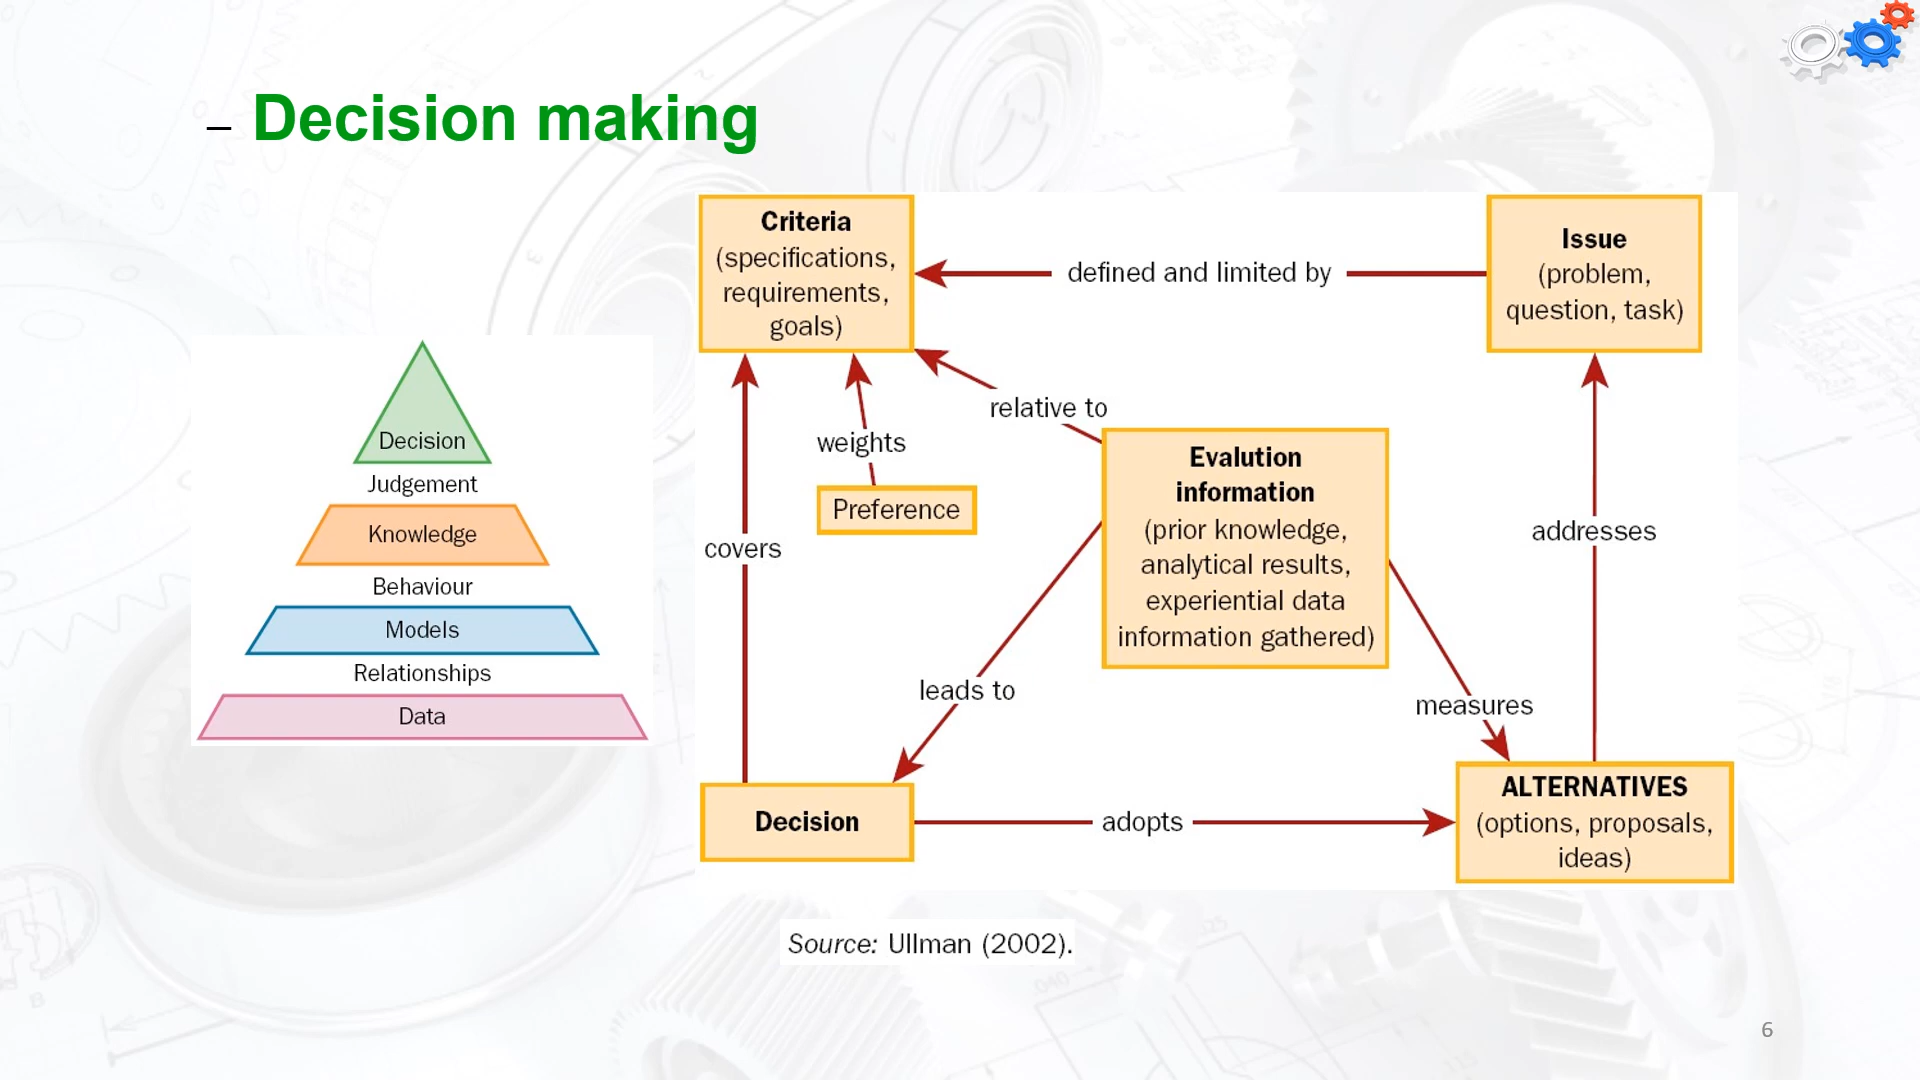 – Decision making
Decision
Judgement
Knowledge
Behaviour
Models
Relationships
Data
Criteria
(specifications,
requirements,
goals)
defined and limited by
Issue
(problem,
question, task)
relative to
weights
Preference
covers
Evalution
information
(prior knowledge,
analytical results,
experiential data
information gathered)
addresses
leads to
measures
Decision
adopts
ALTERNATIVES
(options, proposals,
ideas)
Source: Ullman (2002).
6